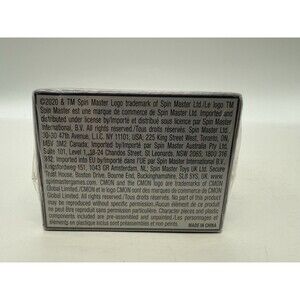 ©2020 & TM Spin Master Logo trademark of Spin Master Ltd./Le logo TM
Spin Master est une marque de commerce de Spin Master Ltd. Imported and
distributed under license by/Importé et distribué sous licence par Spin Master
International, B.V. All rights reserved./Tous droits réservés. Spin Master Ltd.,
30-30 47th Avenue, L.I.C. NY 11101; USA; 225 King Street West, Toronto, ON,
M5V 3M2 Canada; Imported by/Importé par Spin Master Australia Pty Ltd,
Suite 101, Level 1, 18-24 Chandos Street, St Leonards, NSW 2065;
Imported into EU by/Importé dans l'UE par Spin Master International, B.V.,
1043 GR Amsterdam, NL; Spin Master Toys UK Ltd. Secure
Trust House, Boston Drive, Bourne End, Buckinghamshire, SL8 5YS, UK; www.
spinmastergames.com. CMON and the CMON logo are trademarks of CMON
Global Limited./CMON et le logo CMON sont des marques de commerce de CMON
Global Limited. All rights reserved./Tous droits réservés. No part of this product
may be reproduced without specific permission./Aucun élément de ce produit ne
peut être reproduit sans permission particulière. Character pieces and plastic
components included are pre-assembled and unpainted./Les personnages et
éléments en plastique inclus sont préassemblés et non peints.
MADE IN CHINA